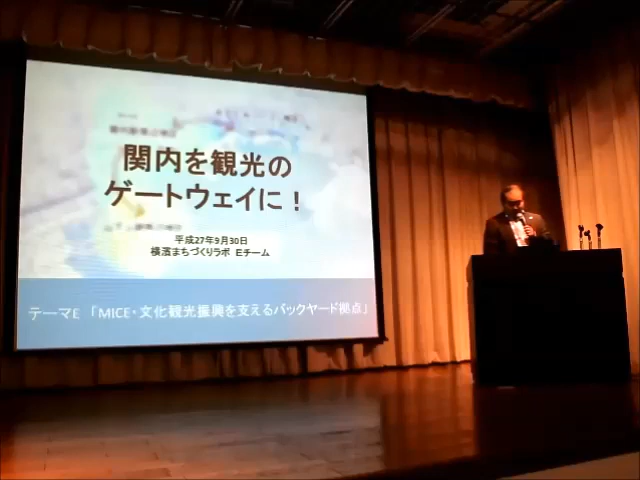 関内を観光の
ゲートウェイに！
平成27年9月30日
横濱まちづくりラボ Eチーム
テーマE 「MICE・文化観光振興を支えるバックヤード拠点」